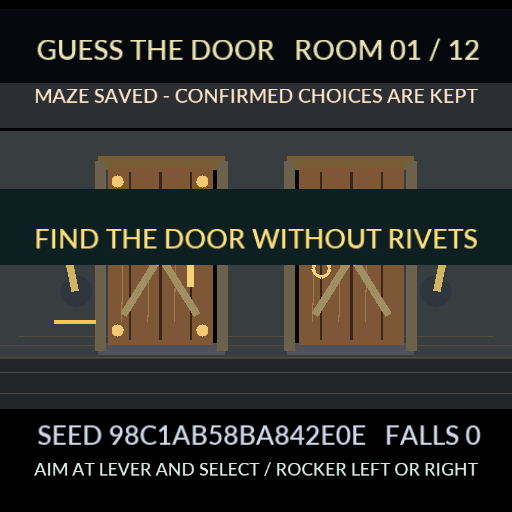 GUESS THE DOOR   ROOM 01 / 12
MAZE SAVED - CONFIRMED CHOICES ARE KEPT
FIND THE DOOR WITHOUT RIVETS
SEED 98C1AB58BA842E0E   FALLS 0
AIM AT LEVER AND SELECT / ROCKER LEFT OR RIGHT